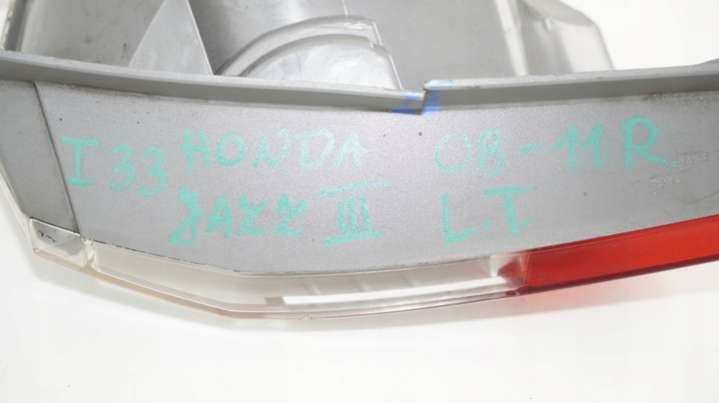 I33 HONDA 08-11R
JAZZ III L.T